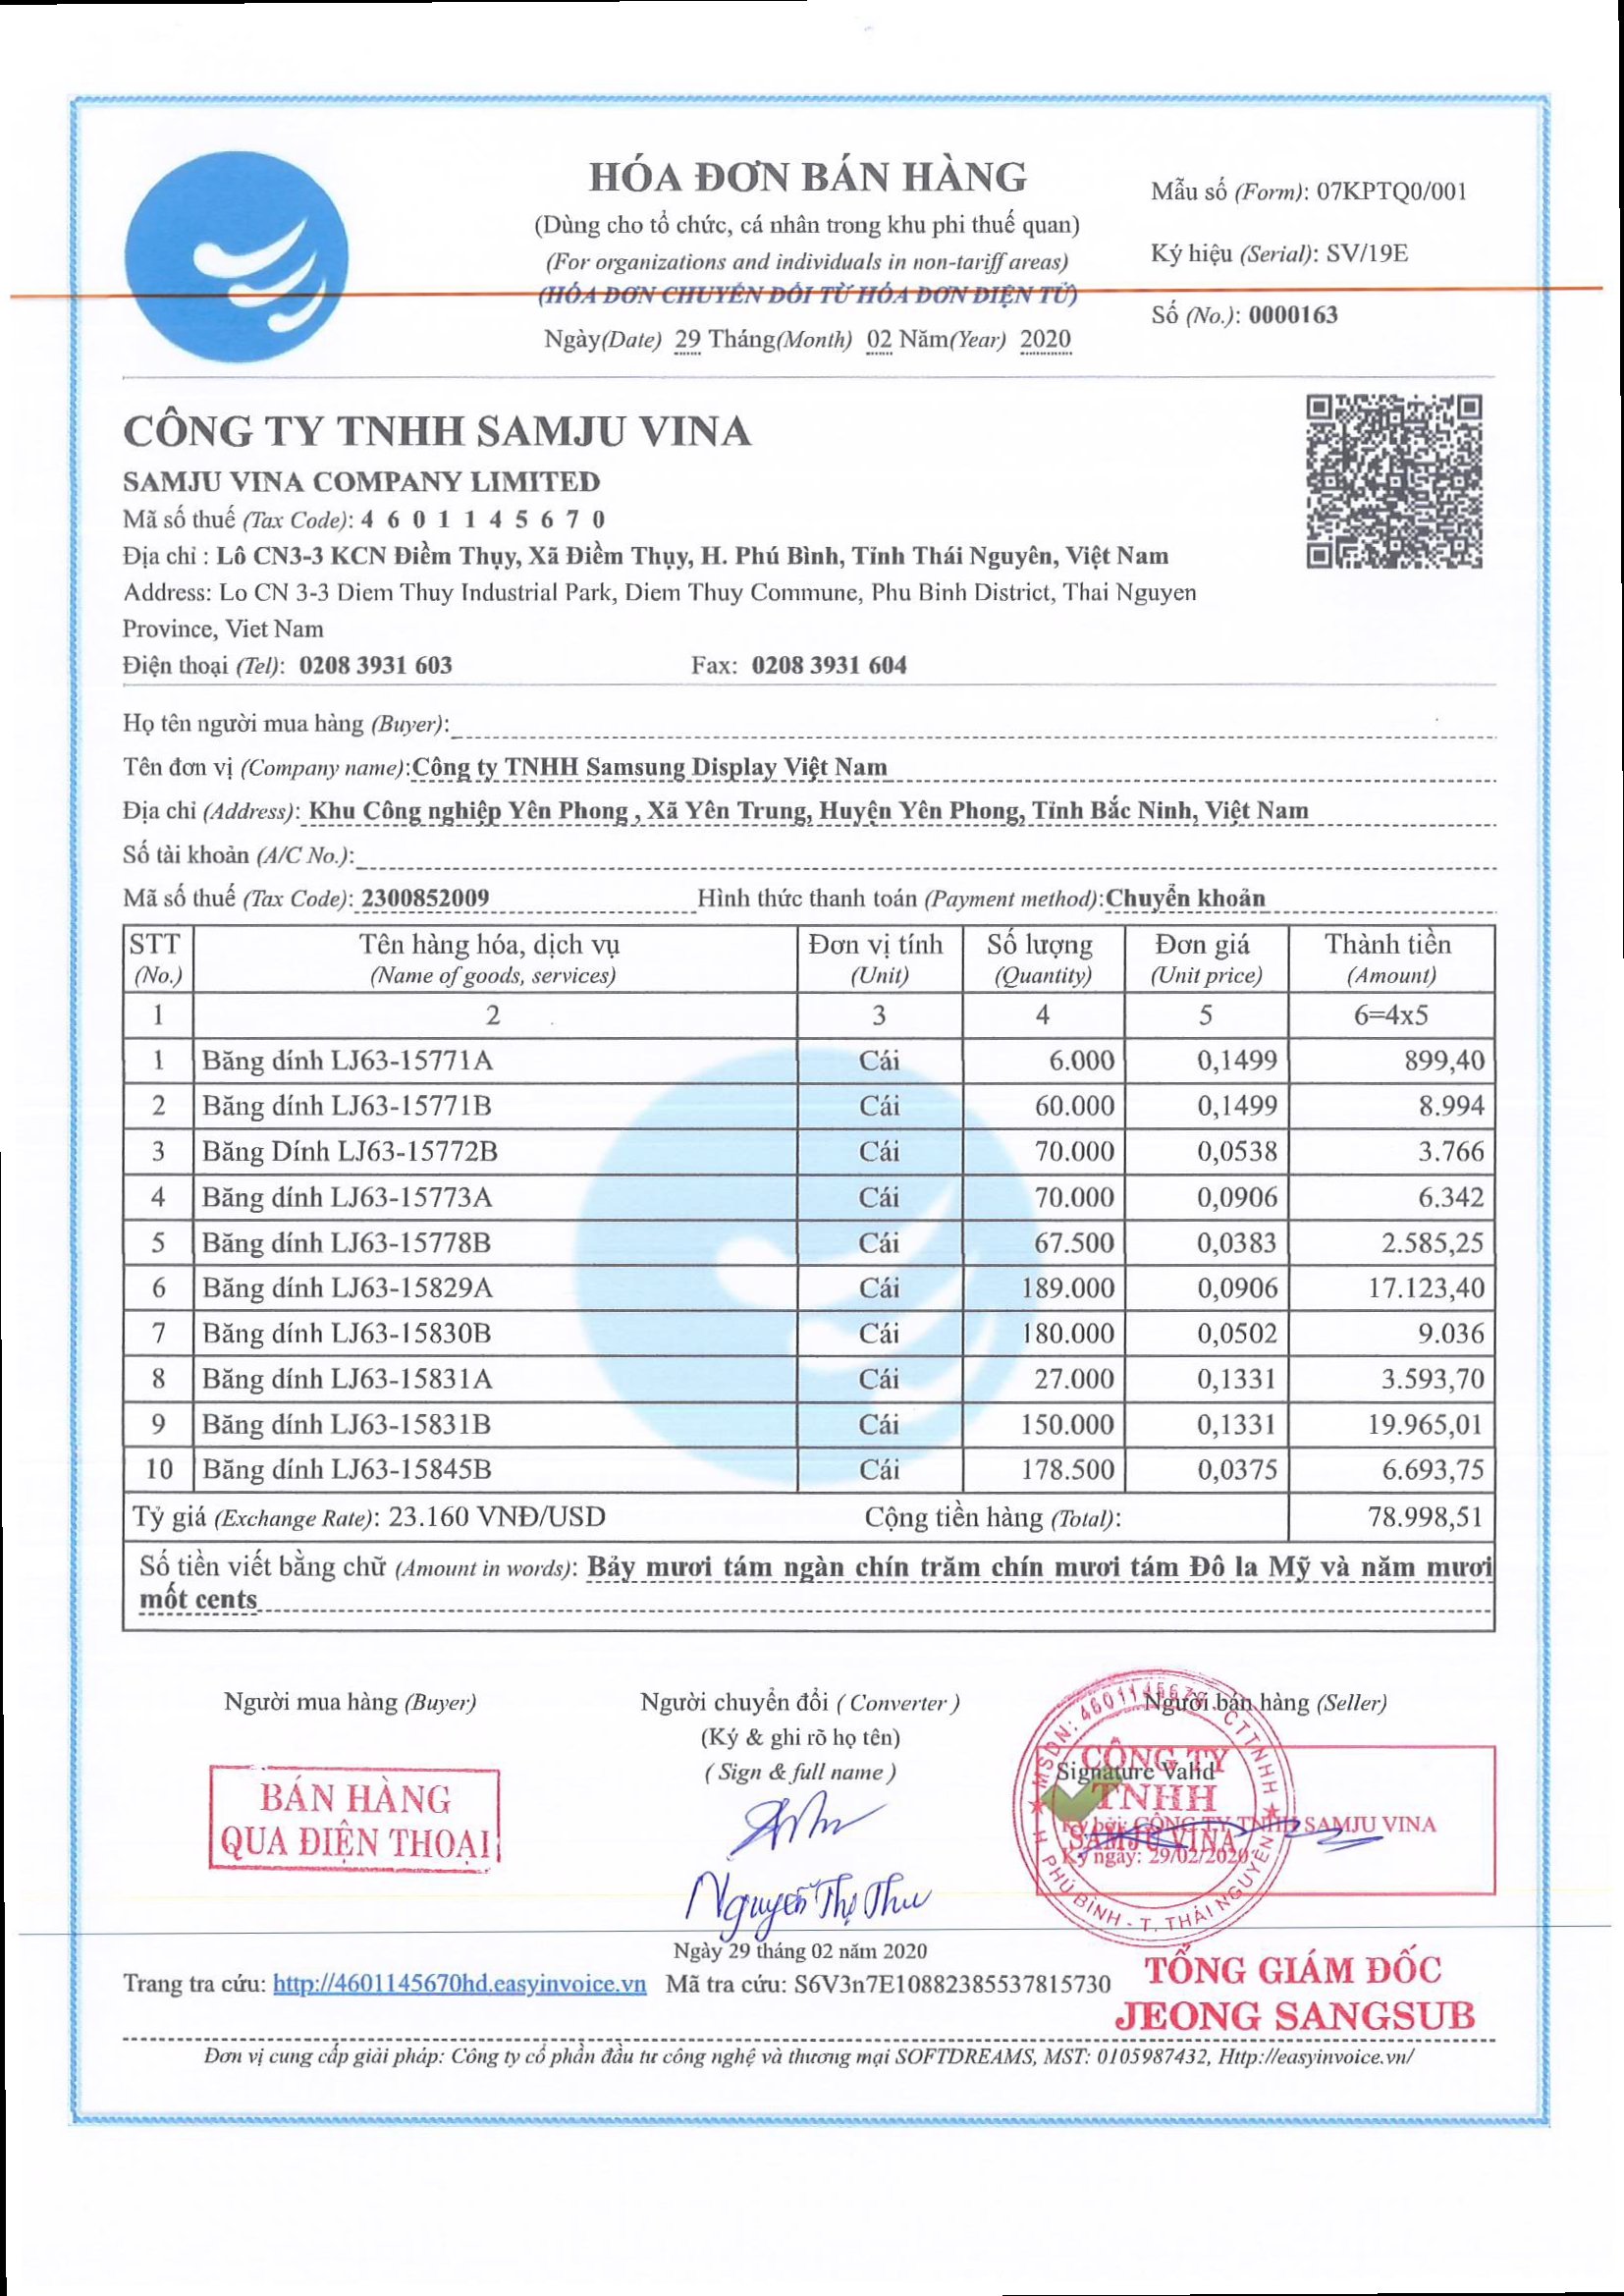 HÓA ĐƠN BÁN HÀNG
(Dùng cho tổ chức, cá nhân trong khu phi thuế quan)
(For organizations and individuals in non-tariff areas)
(HÓA ĐƠN CHUYỂN ĐỔI TỪ HÓA ĐƠN ĐIỆN TỬ)
Ngày(Date) 29 Tháng(Month) 02 Năm(Year) 2020
Mẫu số (Form): 07KPTQ0/001
Ký hiệu (Serial): SV/19E
Số (No.): 0000163
CÔNG TY TNHH SAMJU VINA
SAMJU VINA COMPANY LIMITED
Mã số thuế (Tax Code): 4 6 0 1 1 4 5 6 7 0
Địa chỉ : Lô CN3-3 KCN Điềm Thụy, Xã Điềm Thụy, H. Phú Bình, Tỉnh Thái Nguyên, Việt Nam
Address: Lo CN 3-3 Diem Thuy Industrial Park, Diem Thuy Commune, Phu Binh District, Thai Nguyen
Province, Viet Nam
Điện thoại (Tel): 0208 3931 603 Fax: 0208 3931 604
Họ tên người mua hàng (Buyer):
Tên đơn vị (Company name):Công ty TNHH Samsung Display Việt Nam
Địa chỉ (Address): Khu Công nghiệp Yên Phong , Xã Yên Trung, Huyện Yên Phong, Tỉnh Bắc Ninh, Việt Nam
Số tài khoản (A/C No.):
Mã số thuế (Tax Code): 2300852009 Hình thức thanh toán (Payment method):Chuyển khoản
STT Tên hàng hóa, dịch vụ Đơn vị tính Số lượng Đơn giá Thành tiền
(No.) (Name of goods, services) (Unit) (Quantity) (Unit price) (Amount)
1 2 3 4 5 6=4x5
1 Băng dính LJ63-15771A Cái 6.000 0,1499 899,40
2 Băng dính LJ63-15771B Cái 60.000 0,1499 8.994
3 Băng Dính LJ63-15772B Cái 70.000 0,0538 3.766
4 Băng dính LJ63-15773A Cái 70.000 0,0906 6.342
5 Băng dính LJ63-15778B Cái 67.500 0,0383 2.585,25
6 Băng dính LJ63-15829A Cái 189.000 0,0906 17.123,40
7 Băng dính LJ63-15830B Cái 180.000 0,0502 9.036
8 Băng dính LJ63-15831A Cái 27.000 0,1331 3.593,70
9 Băng dính LJ63-15831B Cái 150.000 0,1331 19.965,01
10 Băng dính LJ63-15845B Cái 178.500 0,0375 6.693,75
Tỷ giá (Exchange Rate): 23.160 VNĐ/USD Cộng tiền hàng (Total): 78.998,51
Số tiền viết bằng chữ (Amount in words): Bảy mươi tám ngàn chín trăm chín mươi tám Đô la Mỹ và năm mươi
mốt cents
Người mua hàng (Buyer)
BÁN HÀNG
QUA ĐIỆN THOẠI
Người chuyển đổi ( Converter )
(Ký & ghi rõ họ tên)
( Sign & full name )
Nguyễn Thị Thu
Ngày 29 tháng 02 năm 2020
Người bán hàng (Seller)
Signature Valid
Ký bởi: CÔNG TY TNHH SAMJU VINA
Ký ngày: 29/02/2020
MSDN: 4601145670 - CTTNHH
CÔNG TY
TNHH
SAMJU VINA
H PHÚ BÌNH - T. THÁI NGUYÊN
TỔNG GIÁM ĐỐC
JEONG SANGSUB
Trang tra cứu: http://4601145670hd.easyinvoice.vn Mã tra cứu: S6V3n7E10882385537815730
Đơn vị cung cấp giải pháp: Công ty cổ phần đầu tư công nghệ và thương mại SOFTDREAMS, MST: 0105987432, Http://easyinvoice.vn/